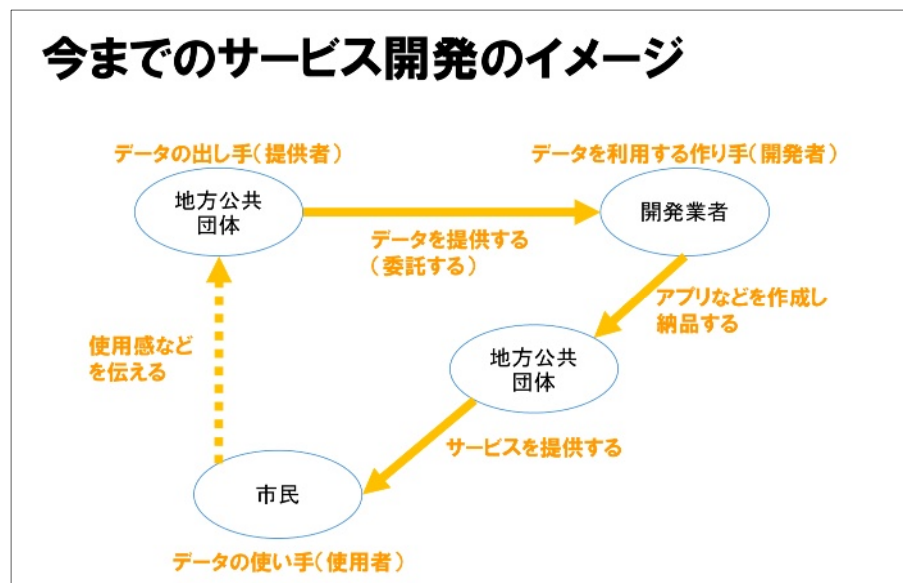 今までのサービス開発のイメージ
データの出し手(提供者)
データを利用する作り手(開発者)
地方公共
団体
開発業者
データを提供する
(委託する)
アプリなどを作成し
納品する
使用感など
を伝える
地方公共
団体
サービスを提供する
市民
データの使い手(使用者)